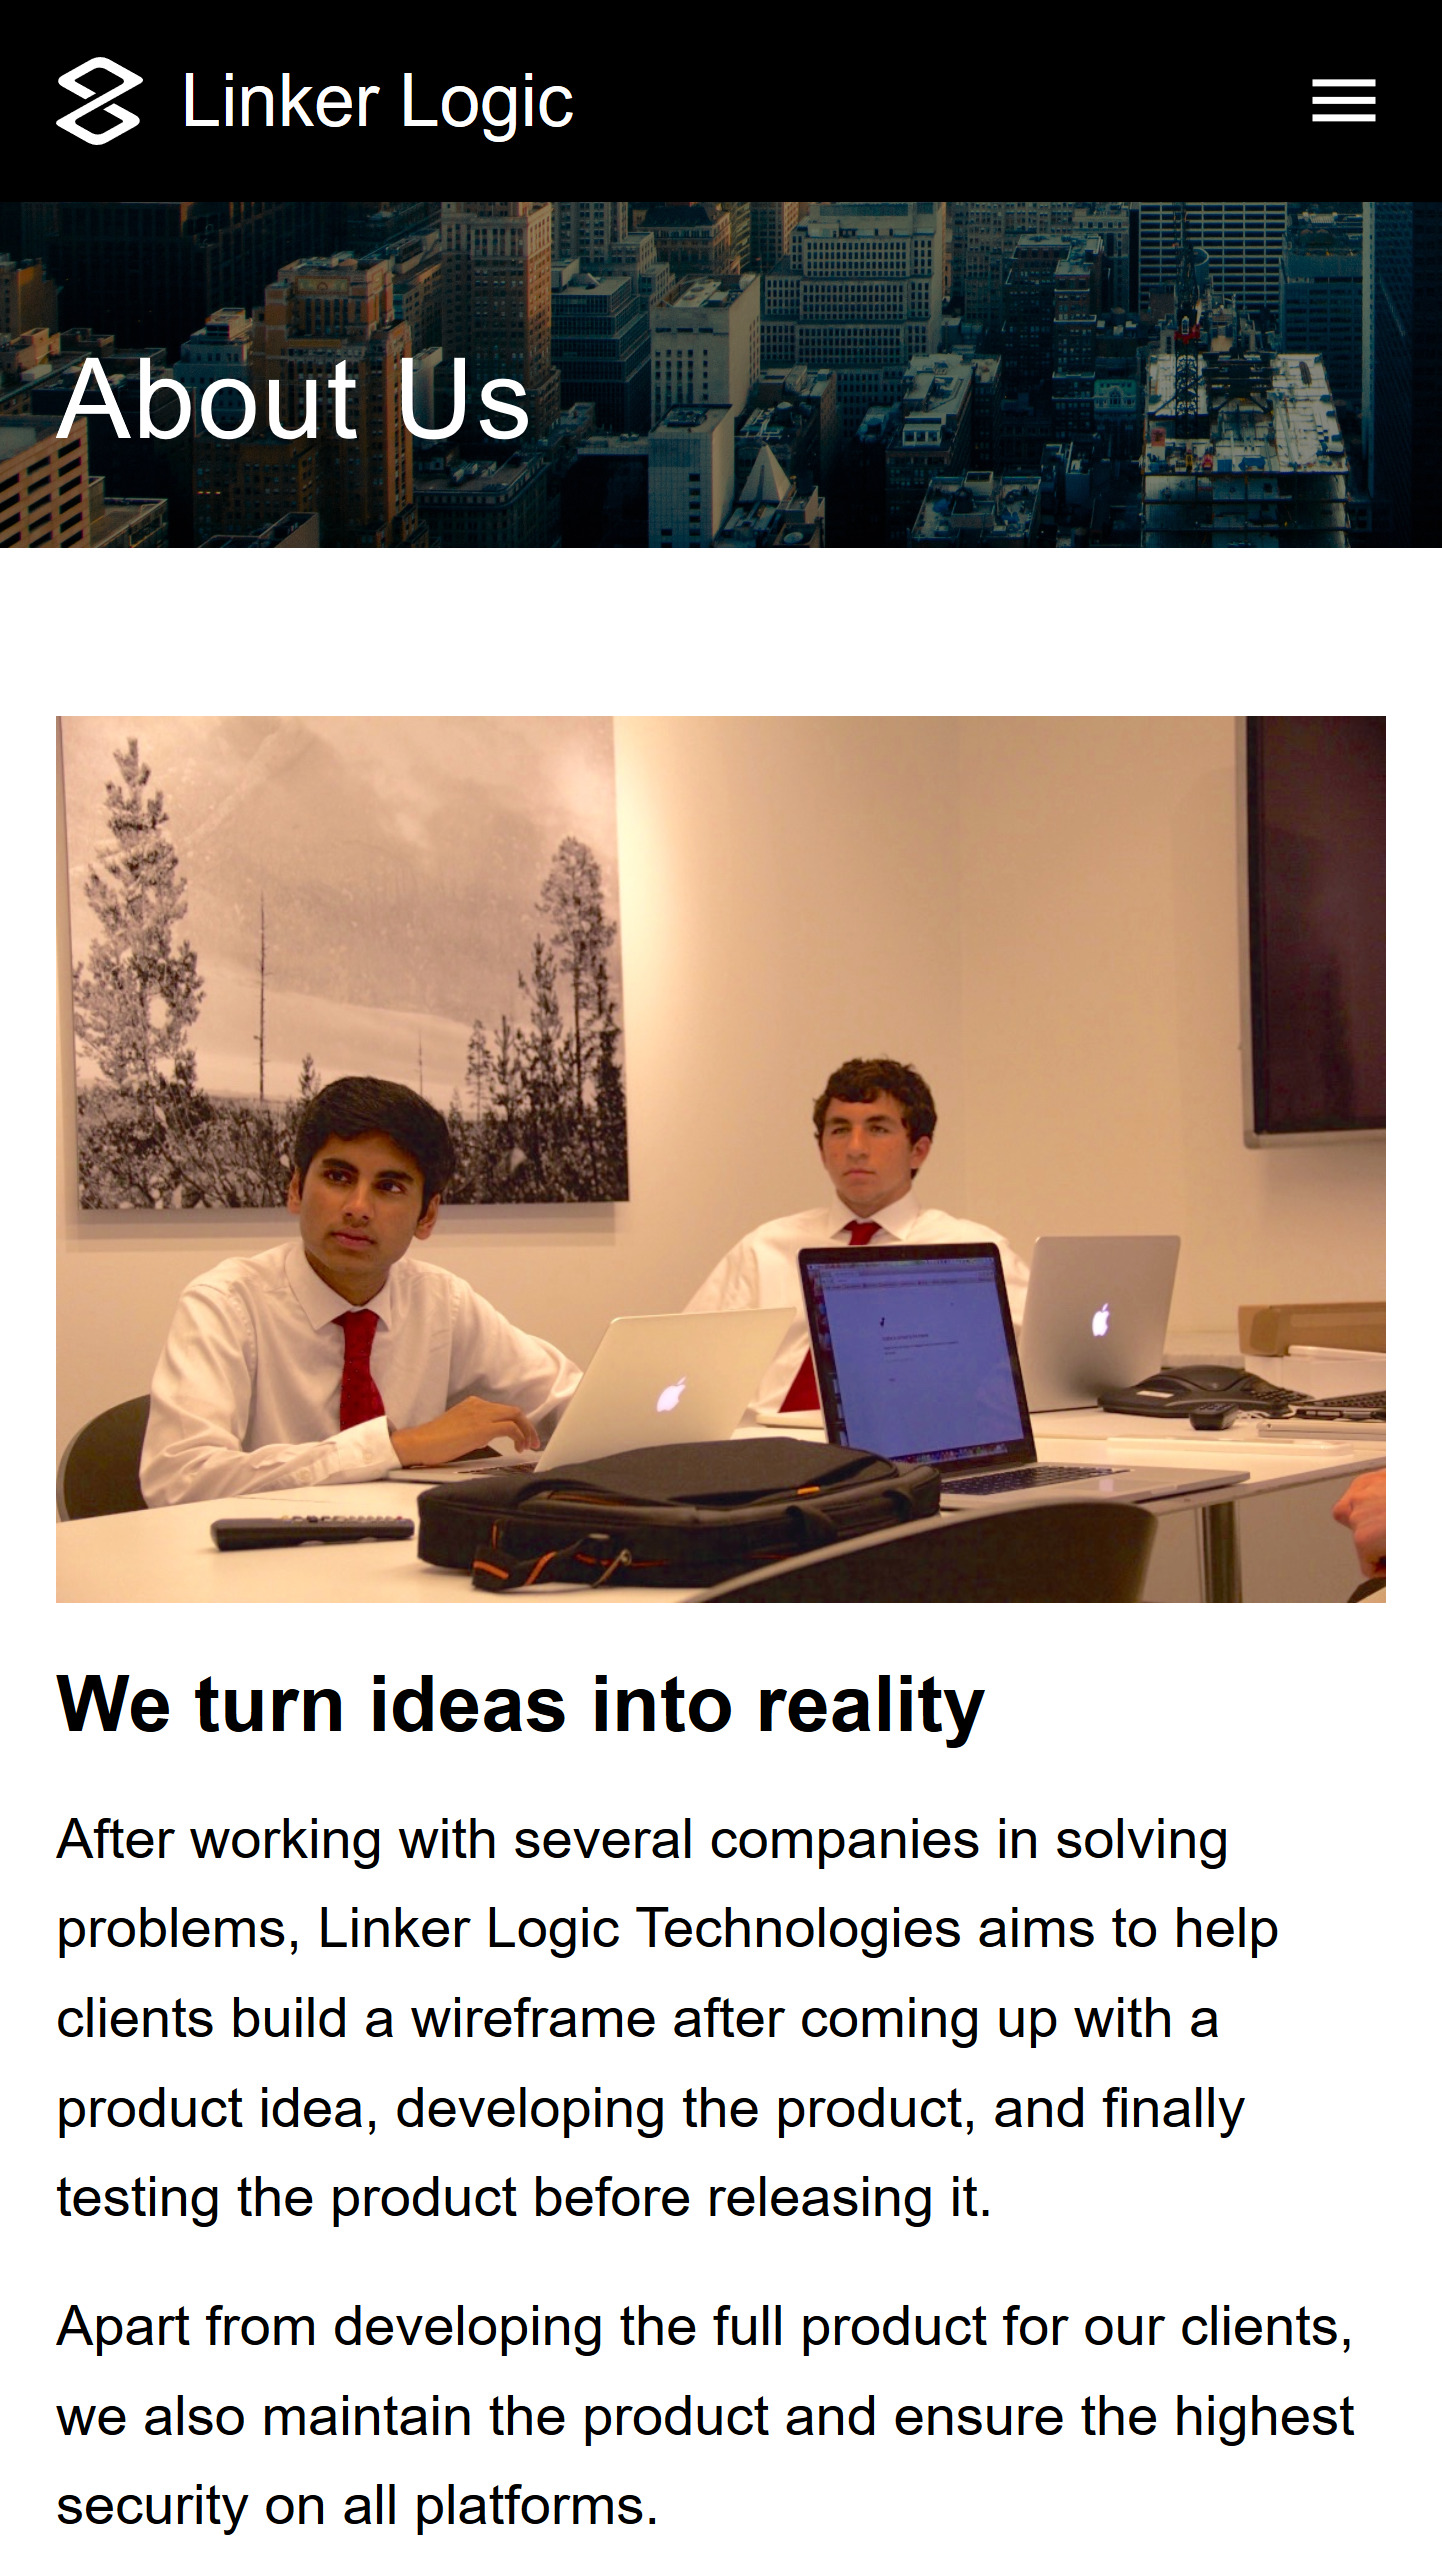 Linker Logic
About Us
We turn ideas into reality
After working with several companies in solving
problems, Linker Logic Technologies aims to help
clients build a wireframe after coming up with a
product idea, developing the product, and finally
testing the product before releasing it.
Apart from developing the full product for our clients,
we also maintain the product and ensure the highest
security on all platforms.